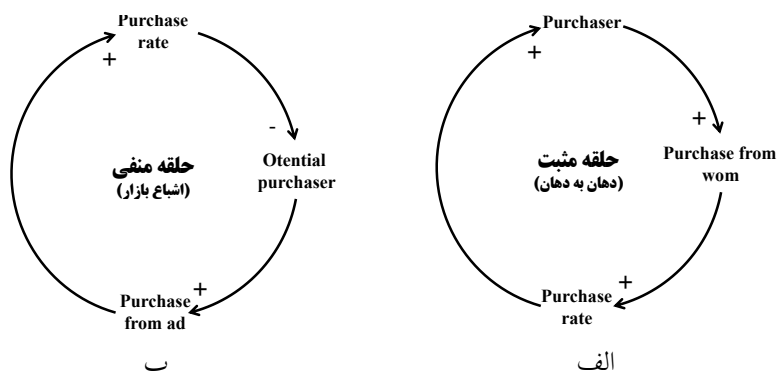 Purchase
rate
+
-
حلقه منفی
(اشباع بازار)
Otential
purchaser
+
Purchase
from ad
ب
Purchaser
+
+
حلقه مثبت
(دهان به دهان)
Purchase from
wom
+
Purchase
rate
الف